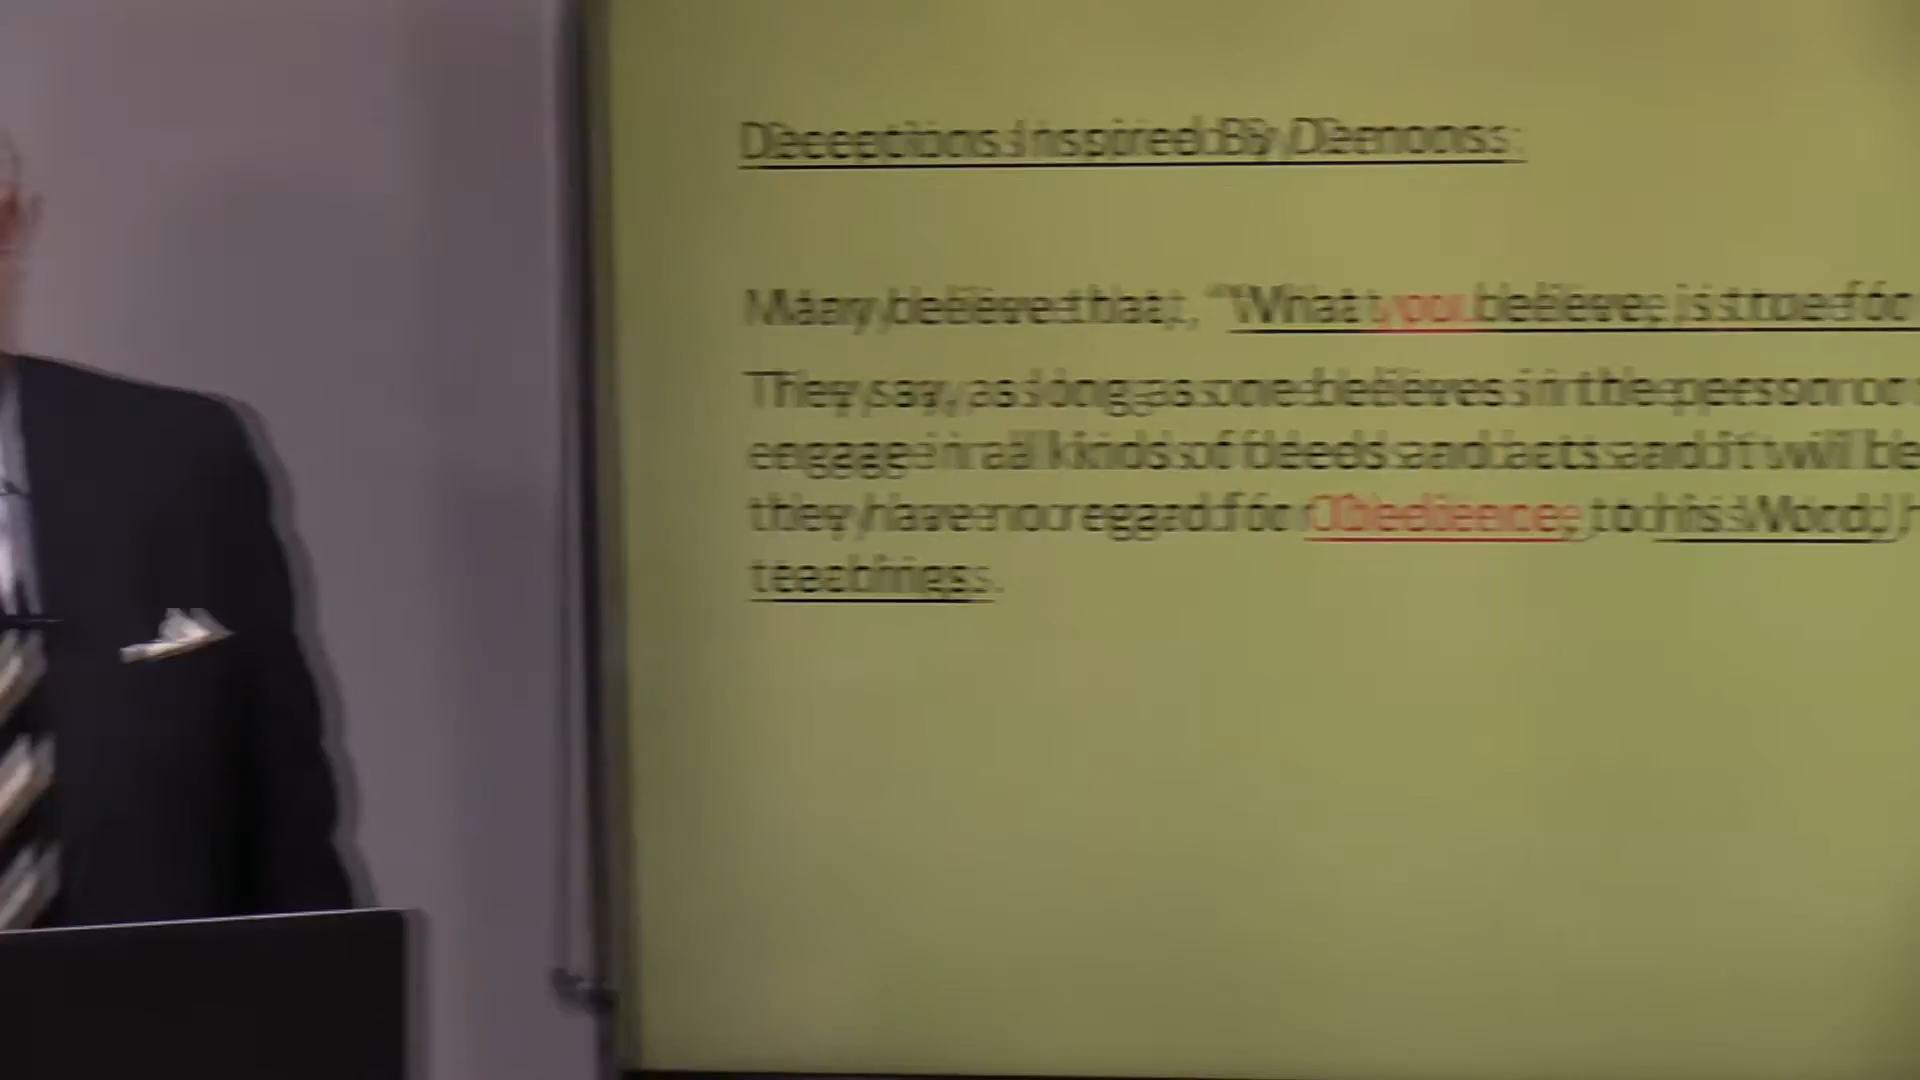 Deceptions Inspired By Demons:
Many believe that, "What you believe, is true for
They say, as long as one believes in the person or
engage in all kinds of deeds and acts and it will be
they have no regard for Obedience, to his Word,
teachings.